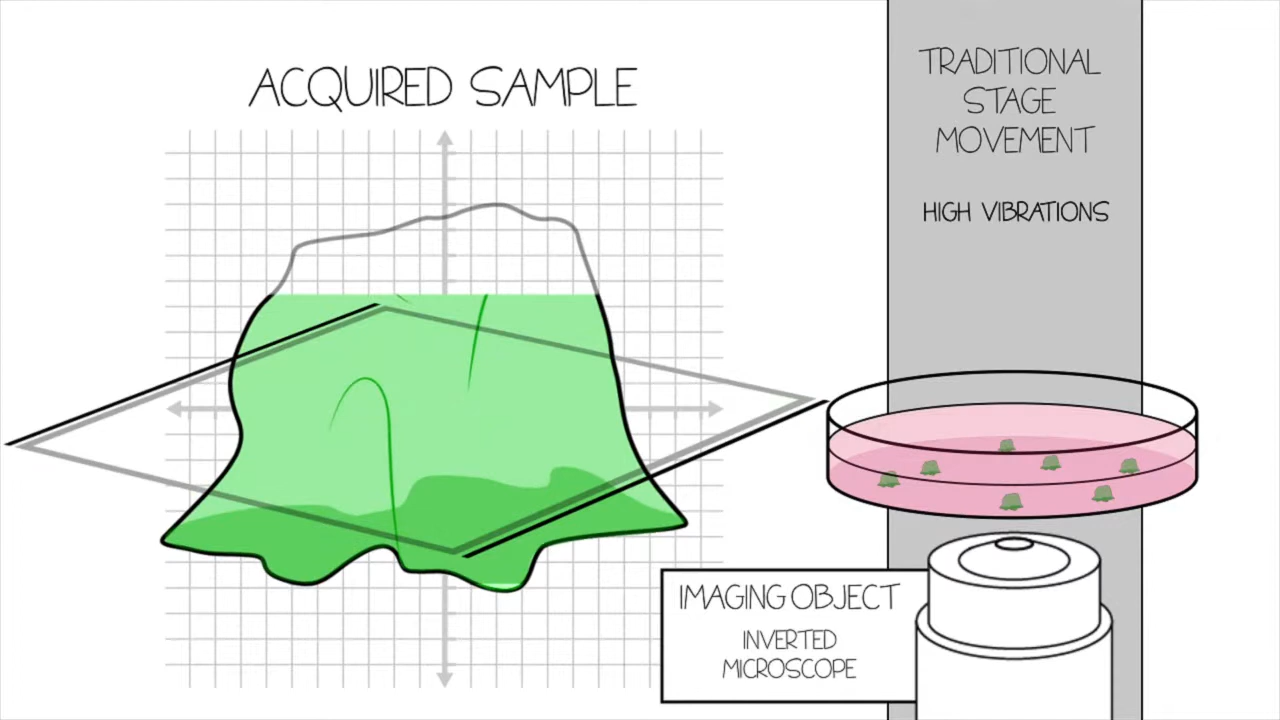 ACQUIRED SAMPLE
TRADITIONAL
STAGE
MOVEMENT
HIGH VIBRATIONS
IMAGING OBJECT
INVERTED
MICROSCOPE